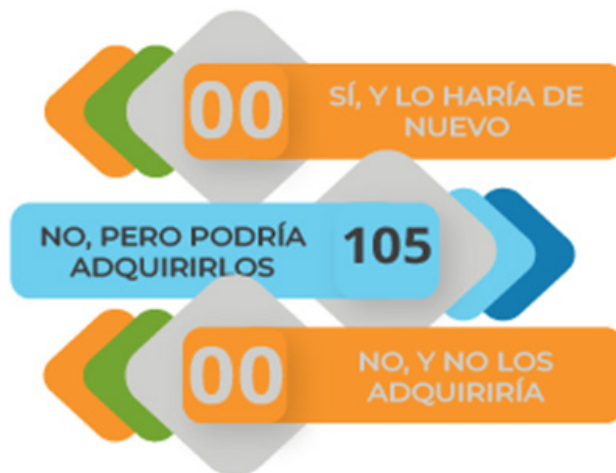 00
SÍ, Y LO HARÍA DE
NUEVO
NO, PERO PODRÍA
ADQUIRIRLOS
105
00
NO, Y NO LOS
ADQUIRIRÍA